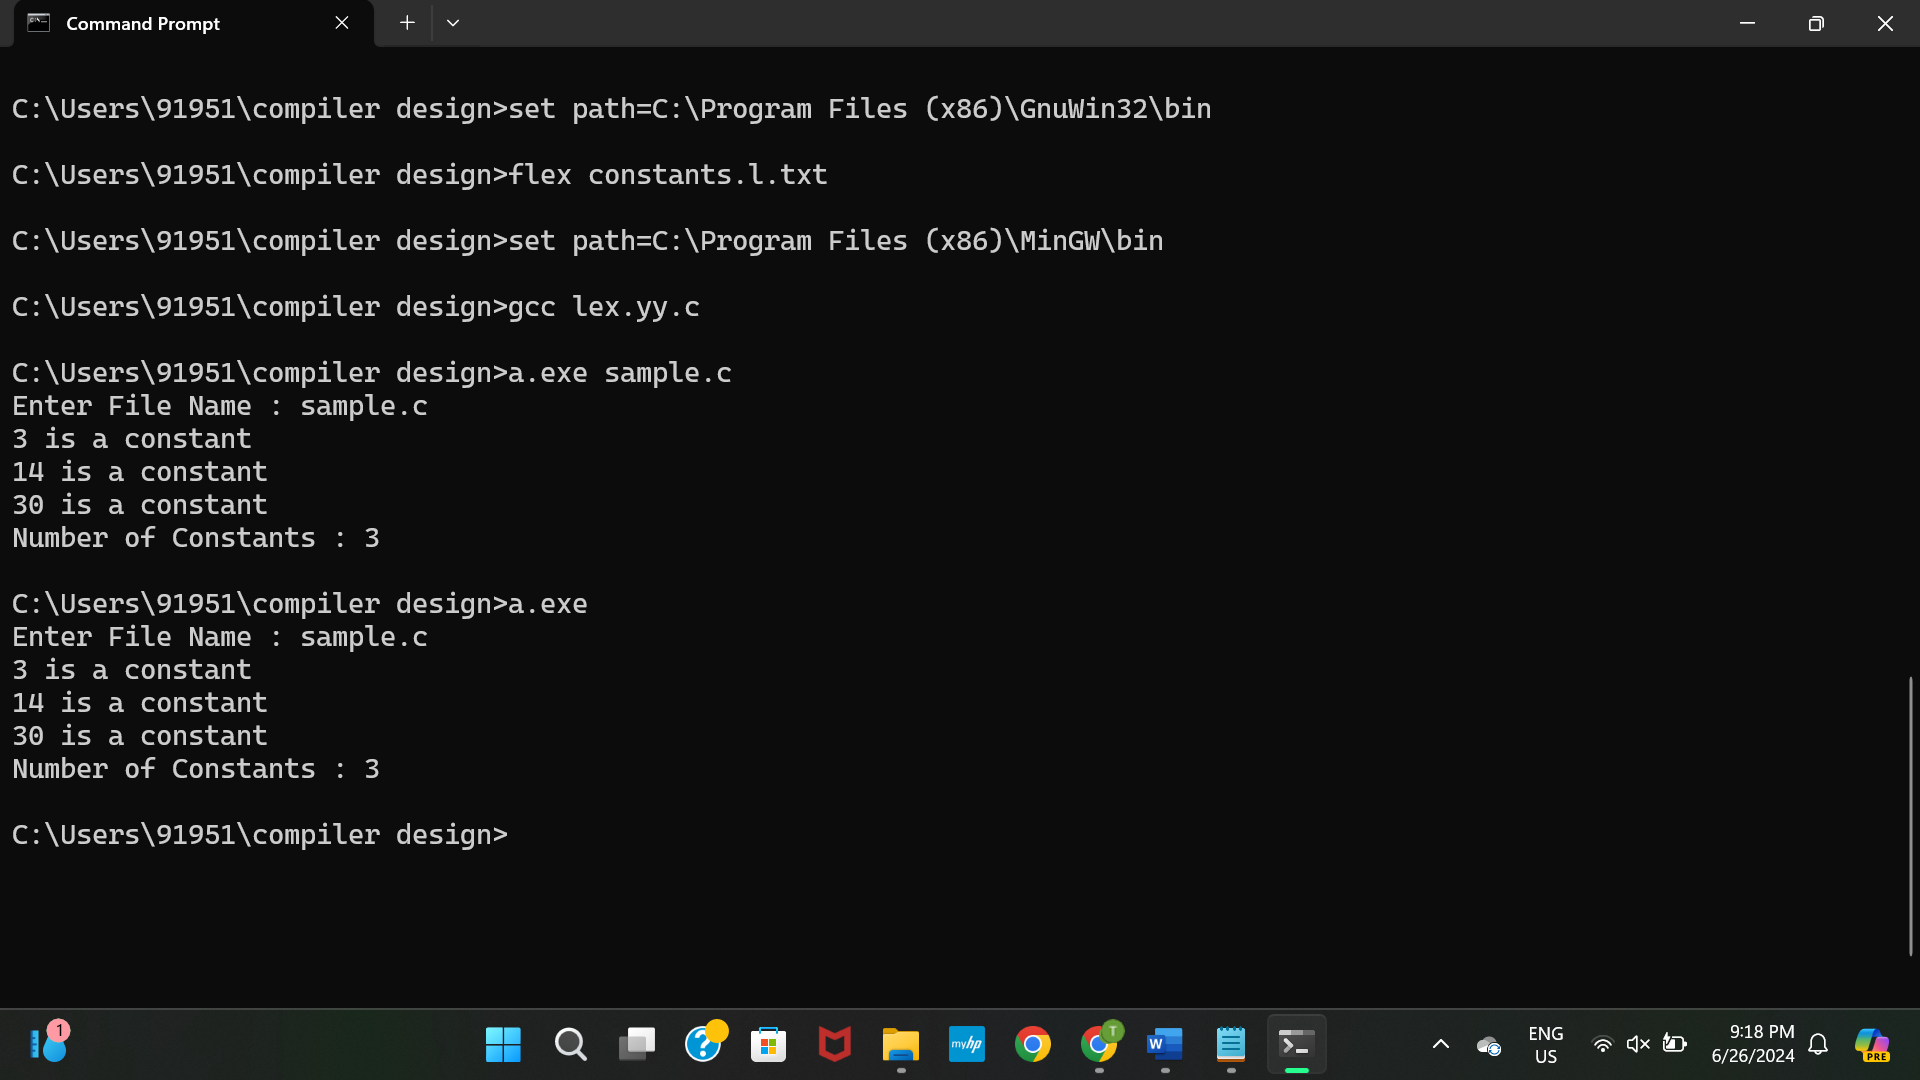 Command Prompt
C:\Users\91951\compiler design>set path=C:\Program Files (x86)\GnuWin32\bin
C:\Users\91951\compiler design>flex constants.l.txt
C:\Users\91951\compiler design>set path=C:\Program Files (x86)\MinGW\bin
C:\Users\91951\compiler design>gcc lex.yy.c
C:\Users\91951\compiler design>a.exe sample.c
Enter File Name : sample.c
3 is a constant
14 is a constant
30 is a constant
Number of Constants : 3
C:\Users\91951\compiler design>a.exe
Enter File Name : sample.c
3 is a constant
14 is a constant
30 is a constant
Number of Constants : 3
C:\Users\91951\compiler design>
1
myhp
T
W
ENG
US
9:18 PM
6/26/2024
PRE